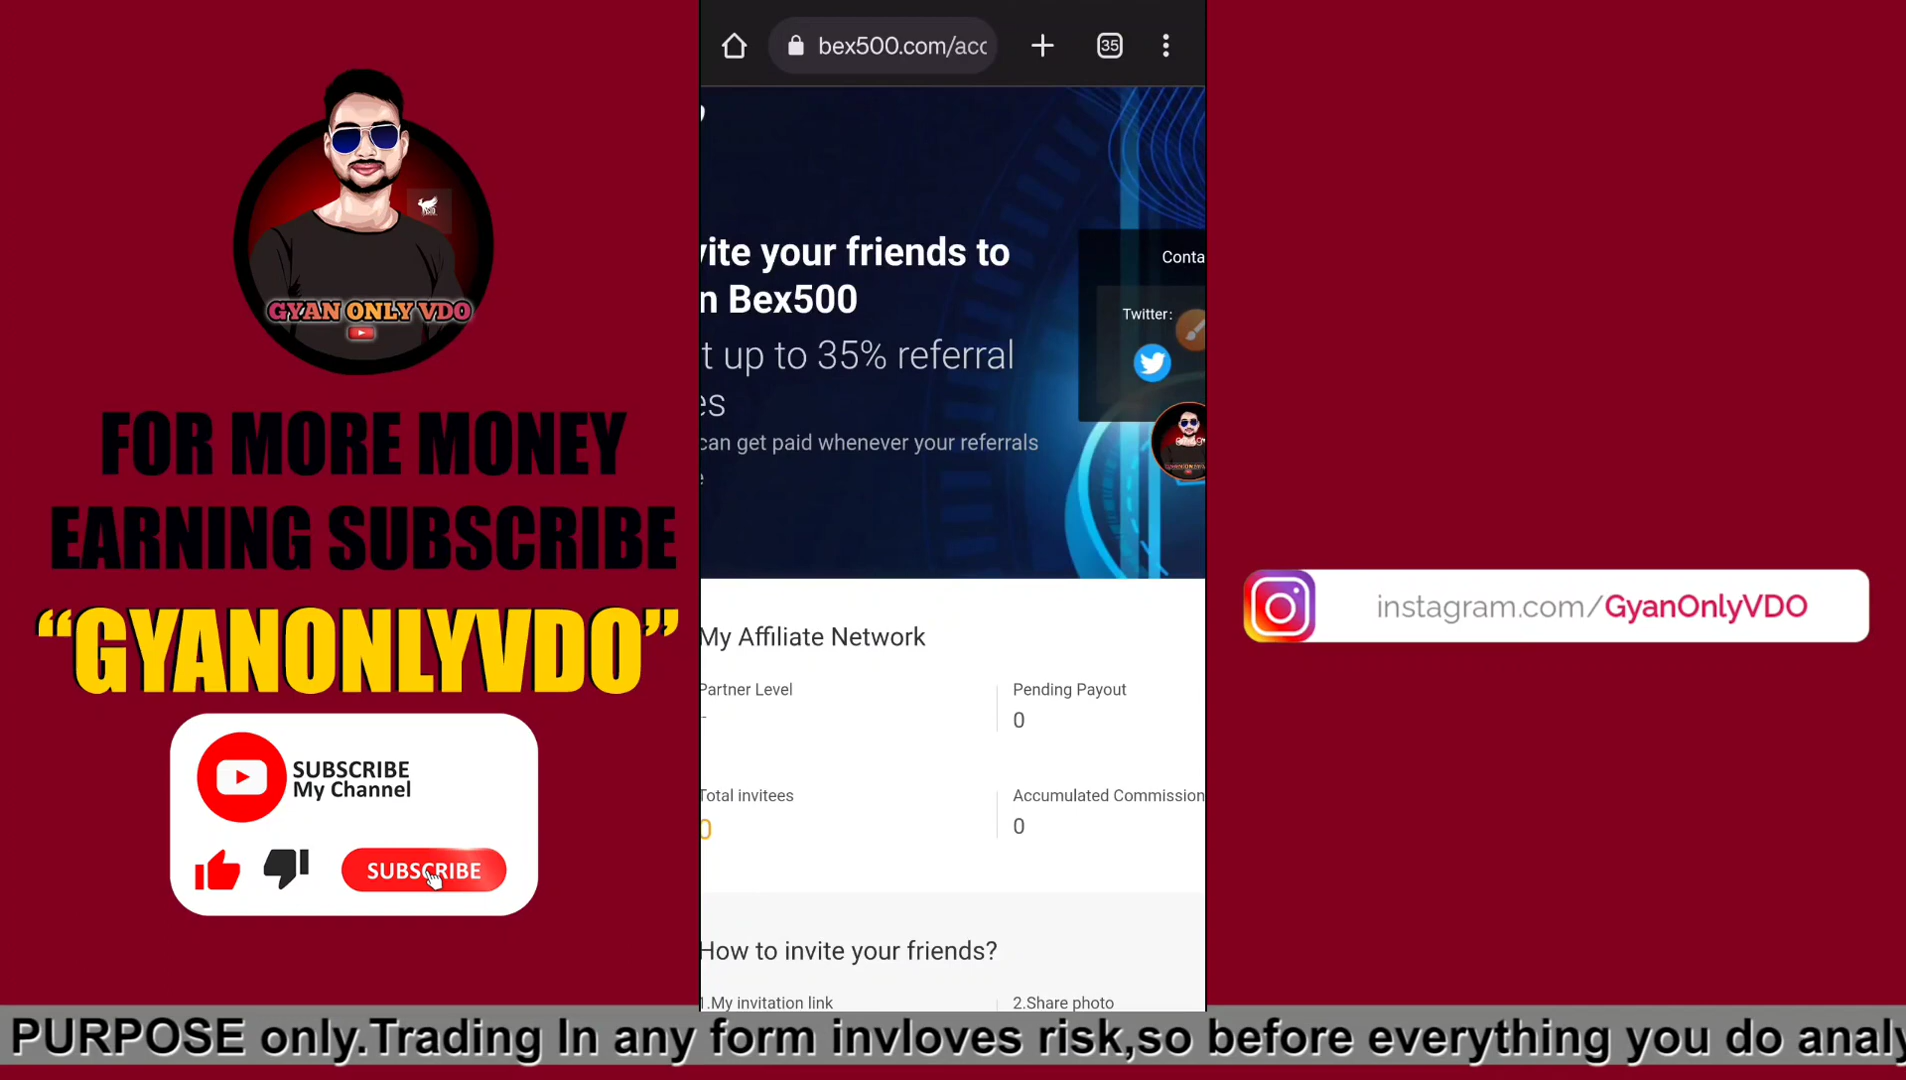 GYAN ONLY VDO
FOR MORE MONEY
EARNING SUBSCRIBE
“GYANONLYVDO”
SUBSCRIBE
My Channel
SUBSCRIBE
bex500.com/acc
35
vite your friends to
n Bex500
t up to 35% referral
es
can get paid whenever your referrals
e
Conta
Twitter:
My Affiliate Network
Partner Level
-
Pending Payout
0
Total invitees
0
Accumulated Commission
0
How to invite your friends?
1.My invitation link
2.Share photo
instagram.com/GyanOnlyVDO
PURPOSE only.Trading In any form invloves risk,so before everything you do analy